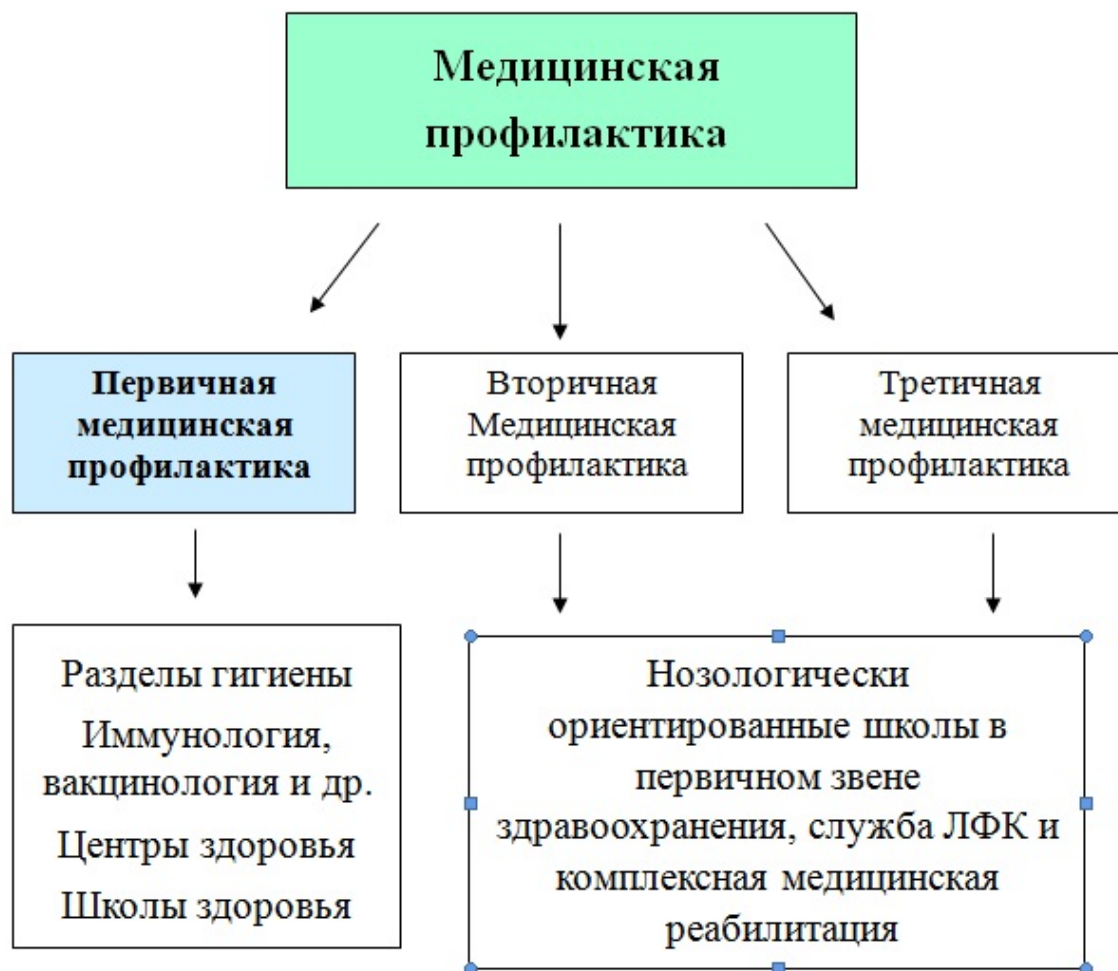 Медицинская
профилактика
Первичная
медицинская
профилактика
Вторичная
Медицинская
профилактика
Третичная
медицинская
профилактика
Разделы гигиены
Иммунология,
вакцинология и др.
Центры здоровья
Школы здоровья
Нозологически
ориентированные школы в
первичном звене
здравоохранения, служба ЛФК и
комплексная медицинская
реабилитация